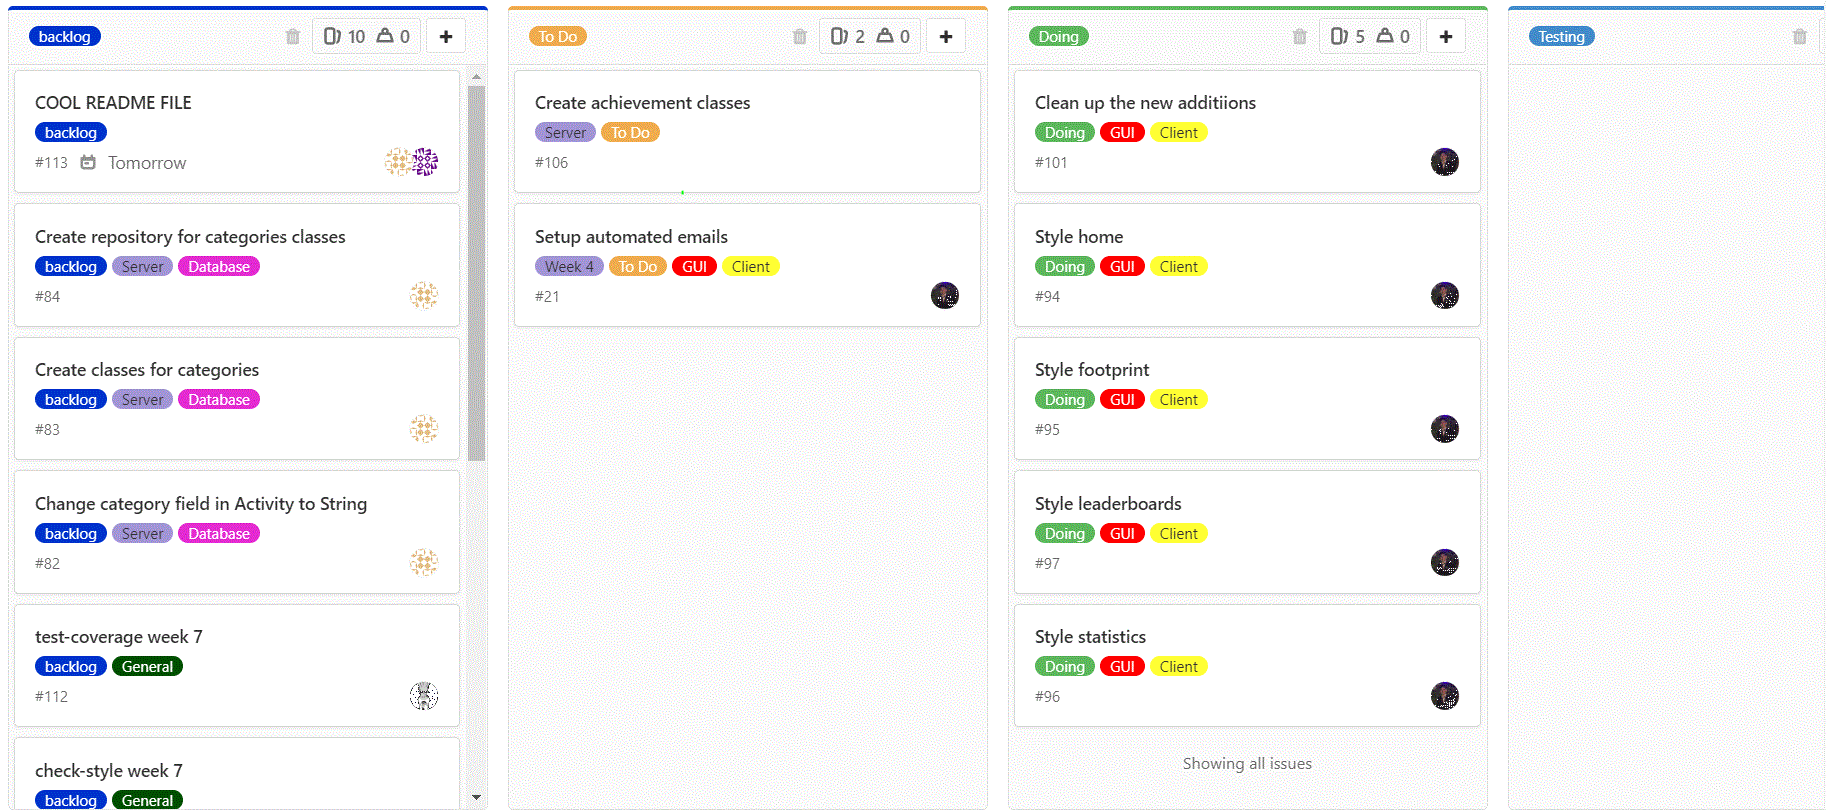 backlog 10 0 +
COOL README FILE
backlog
#113 Tomorrow
Create repository for categories classes
backlog Server Database
#84
Create classes for categories
backlog Server Database
#83
Change category field in Activity to String
backlog Server Database
#82
test-coverage week 7
backlog General
#112
check-style week 7
backlog General
To Do 2 0 +
Create achievement classes
Server To Do
#106
Setup automated emails
Week 4 To Do GUI Client
#21
Doing 5 0 +
Clean up the new additiions
Doing GUI Client
#101
Style home
Doing GUI Client
#94
Style footprint
Doing GUI Client
#95
Style leaderboards
Doing GUI Client
#97
Style statistics
Doing GUI Client
#96
Showing all issues
Testing